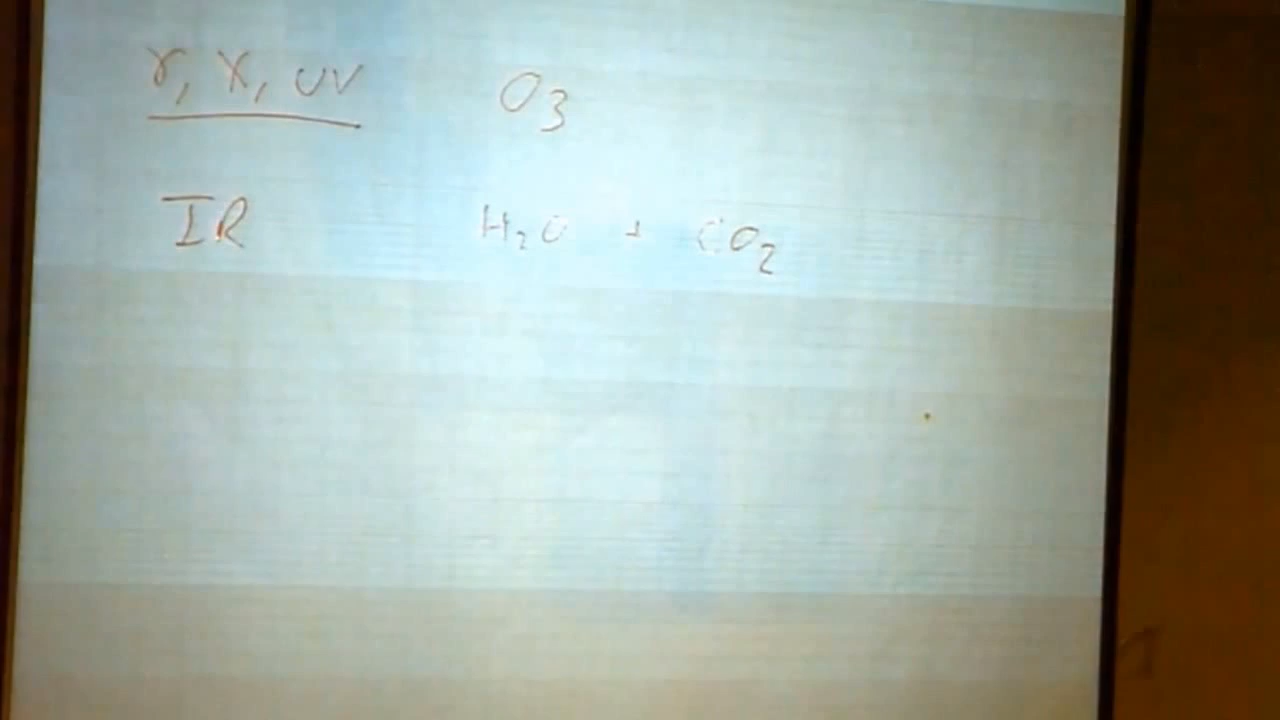 γ, X, UV O₃
IR H₂O + CO₂